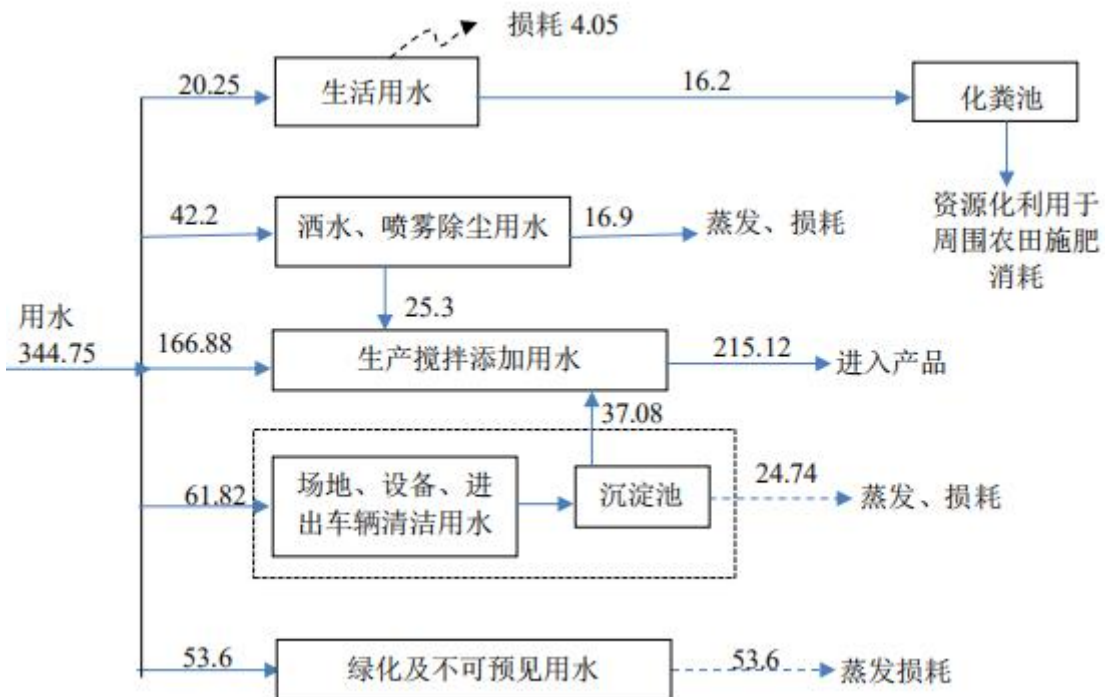 损耗 4.05
20.25
生活用水
16.2
化粪池
42.2
洒水、喷雾除尘用水
16.9
蒸发、损耗
资源化利用于
周围农田施肥
消耗
25.3
用水
344.75
166.88
生产搅拌添加用水
215.12
进入产品
37.08
61.82
场地、设备、进
出车辆清洁用水
沉淀池
24.74
蒸发、损耗
53.6
绿化及不可预见用水
53.6
蒸发损耗